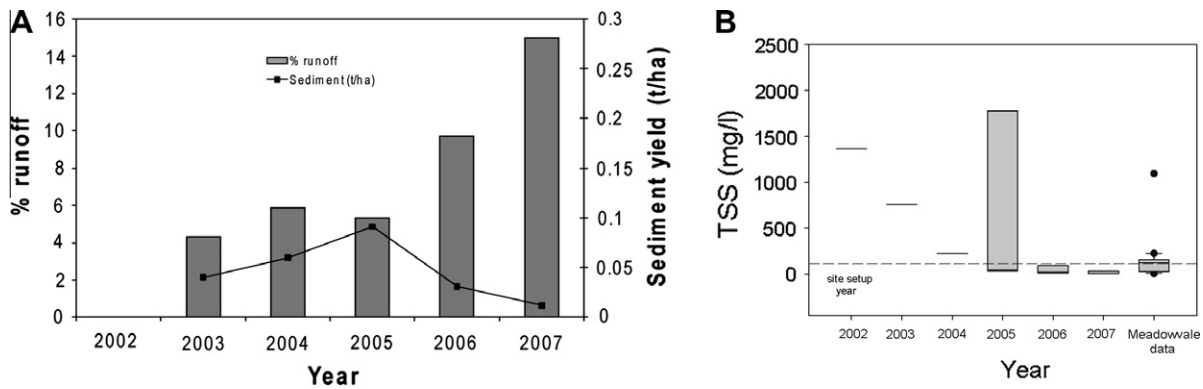 A
16
14
12
10
8
6
4
2
0
% runoff
% runoff
Sediment (t/ha)
0.3
0.25
0.2
0.15
0.1
0.05
0
Sediment yield (t/ha)
2002 2003 2004 2005 2006 2007
Year
B
2500
2000
1500
1000
500
0
TSS (mg/l)
site setup
year
2002 2003 2004 2005 2006 2007 Meadowvale
data
Year